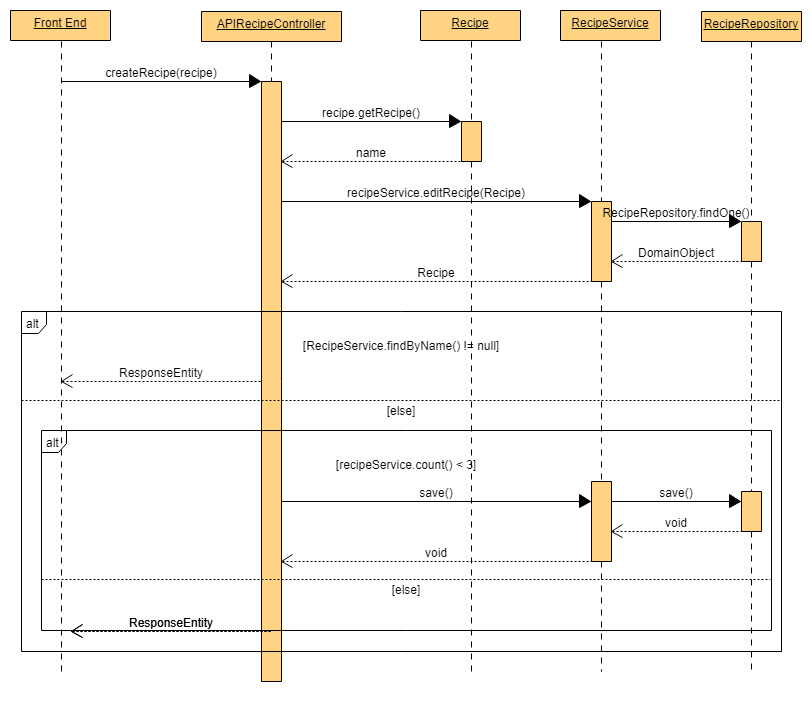 Front End
APIRecipeController
Recipe
RecipeService
RecipeRepository
createRecipe(recipe)
recipe.getRecipe()
name
recipeService.editRecipe(Recipe)
RecipeRepository.findOne()
DomainObject
Recipe
alt
[RecipeService.findByName() != null]
ResponseEntity
[else]
alt
[recipeService.count() < 3]
save()
save()
void
void
[else]
ResponseEntity